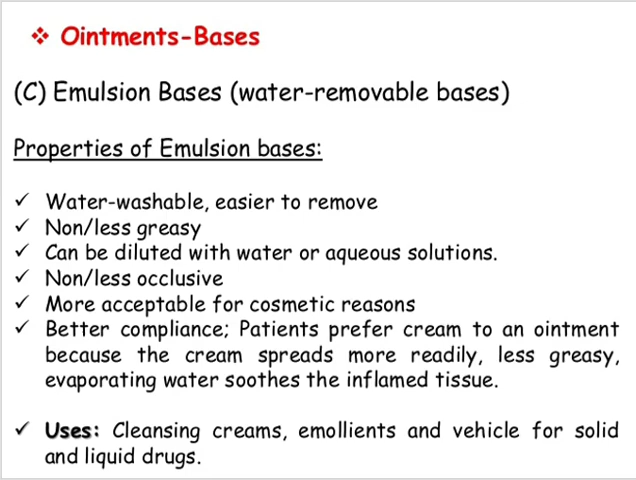 ❖ Ointments-Bases
(C) Emulsion Bases (water-removable bases)
Properties of Emulsion bases:
✓ Water-washable, easier to remove
✓ Non/less greasy
✓ Can be diluted with water or aqueous solutions.
✓ Non/less occlusive
✓ More acceptable for cosmetic reasons
✓ Better compliance; Patients prefer cream to an ointment
because the cream spreads more readily, less greasy,
evaporating water soothes the inflamed tissue.
✓ Uses: Cleansing creams, emollients and vehicle for solid
and liquid drugs.